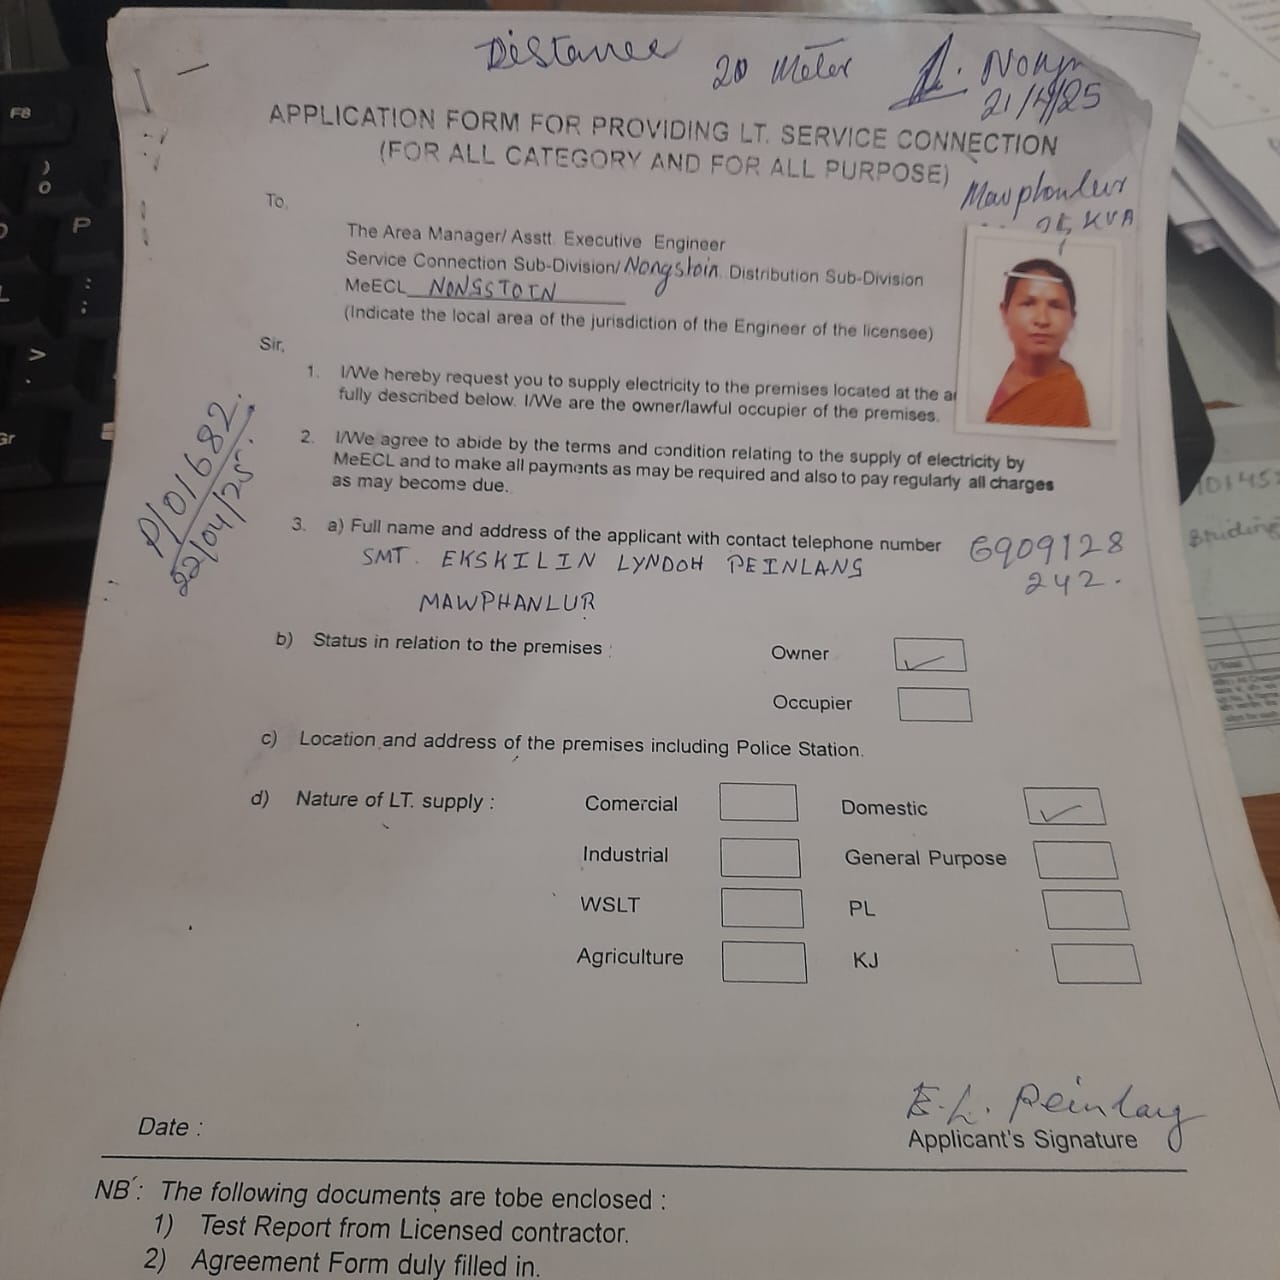 Distance 20 Meter
21/4/25
APPLICATION FORM FOR PROVIDING LT. SERVICE CONNECTION
(FOR ALL CATEGORY AND FOR ALL PURPOSE)
25 KVA
To,
The Area Manager/ Asstt. Executive Engineer
Service Connection Sub-Division/ Nongstoin Distribution Sub-Division
MeECL NONGSTOIN
(Indicate the local area of the jurisdiction of the Engineer of the licensee)
Sir,
1. I/We hereby request you to supply electricity to the premises located at the
fully described below. I/We are the owner/lawful occupier of the premises.
2. I/We agree to abide by the terms and condition relating to the supply of electricity by
MeECL and to make all payments as may be required and also to pay regularly all charges
as may become due.
P/01682.
22/04/25.
3. a) Full name and address of the applicant with contact telephone number 6909128
242.
SMT. EKSKILIN LYNDOH PEINLANG
MAWPHANLUR
b) Status in relation to the premises :
Owner
Occupier
c) Location and address of the premises including Police Station.
d) Nature of LT. supply :
Comercial Domestic
Industrial General Purpose
WSLT PL
Agriculture KJ
E.L. Peinlang
Date :
Applicant's Signature
NB : The following documents are tobe enclosed :
1) Test Report from Licensed contractor.
2) Agreement Form duly filled in.
F8
P